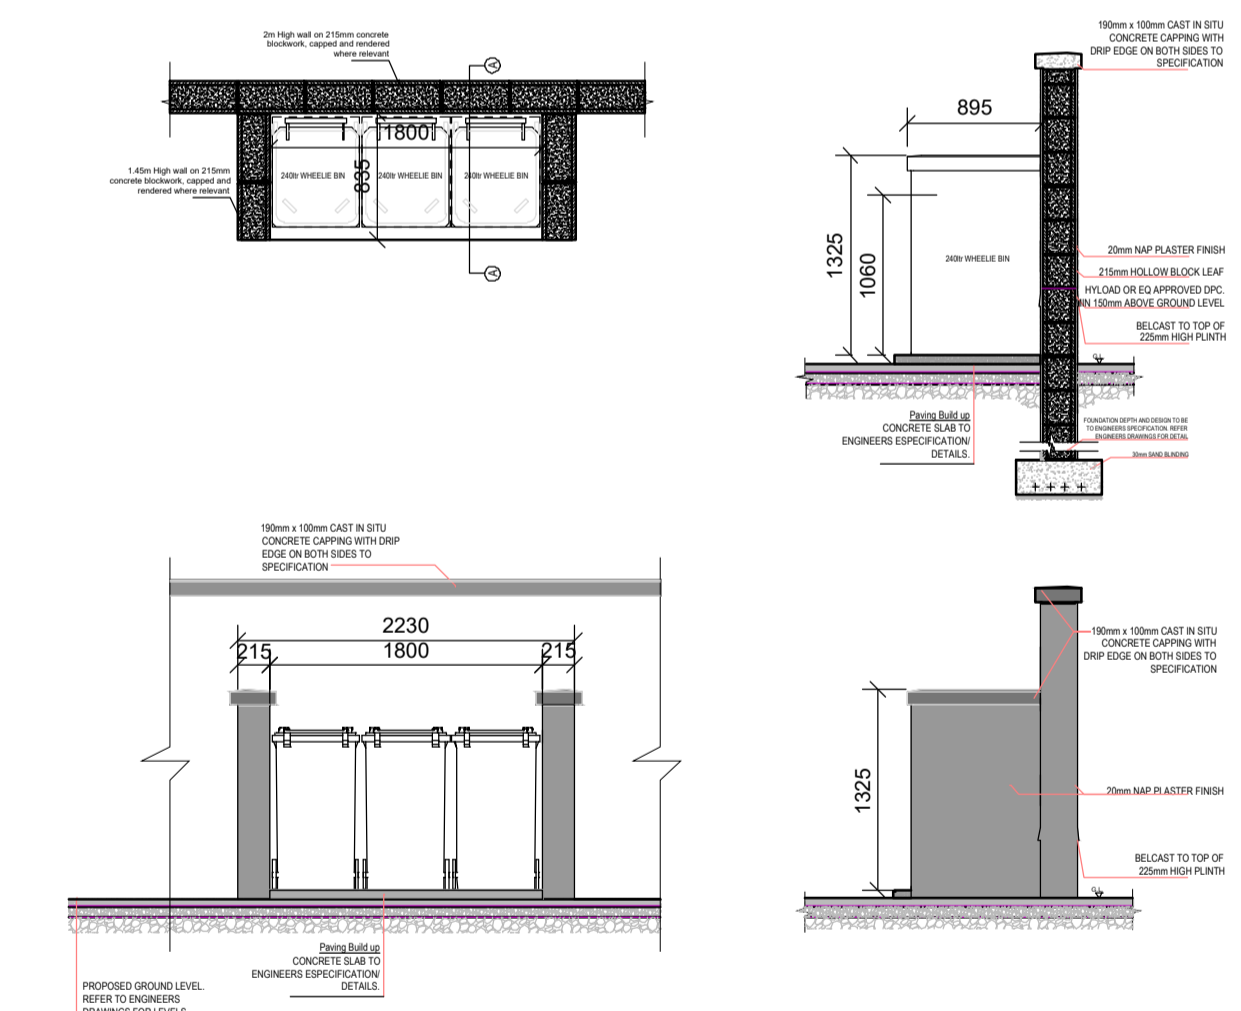 2m High wall on 215mm concrete
blockwork, capped and rendered
where relevant
A
1800
835
240ltr WHEELIE BIN
240ltr WHEELIE BIN
240ltr WHEELIE BIN
1.45m High wall on 215mm
concrete blockwork, capped and
rendered where relevant
A
190mm x 100mm CAST IN SITU
CONCRETE CAPPING WITH
DRIP EDGE ON BOTH SIDES TO
SPECIFICATION
895
1325
1060
240ltr WHEELIE BIN
20mm NAP PLASTER FINISH
215mm HOLLOW BLOCK LEAF
HYLOAD OR EQ APPROVED DPC.
150mm ABOVE GROUND LEVEL
BELCAST TO TOP OF
225mm HIGH PLINTH
G.L
Paving Build up
CONCRETE SLAB TO
ENGINEERS ESPECIFICATION/
DETAILS.
FOUNDATION DEPTH AND DESIGN TO BE
TO ENGINEERS SPECIFICATION. REFER
ENGINEERS DRAWINGS FOR DETAIL
30mm SAND BLINDING
190mm x 100mm CAST IN SITU
CONCRETE CAPPING WITH DRIP
EDGE ON BOTH SIDES TO
SPECIFICATION
2230
215
1800
215
Paving Build up
CONCRETE SLAB TO
ENGINEERS ESPECIFICATION/
DETAILS.
PROPOSED GROUND LEVEL.
REFER TO ENGINEERS
DRAWINGS FOR LEVELS
190mm x 100mm CAST IN SITU
CONCRETE CAPPING WITH
DRIP EDGE ON BOTH SIDES TO
SPECIFICATION
1325
20mm NAP PLASTER FINISH
BELCAST TO TOP OF
225mm HIGH PLINTH
G.L